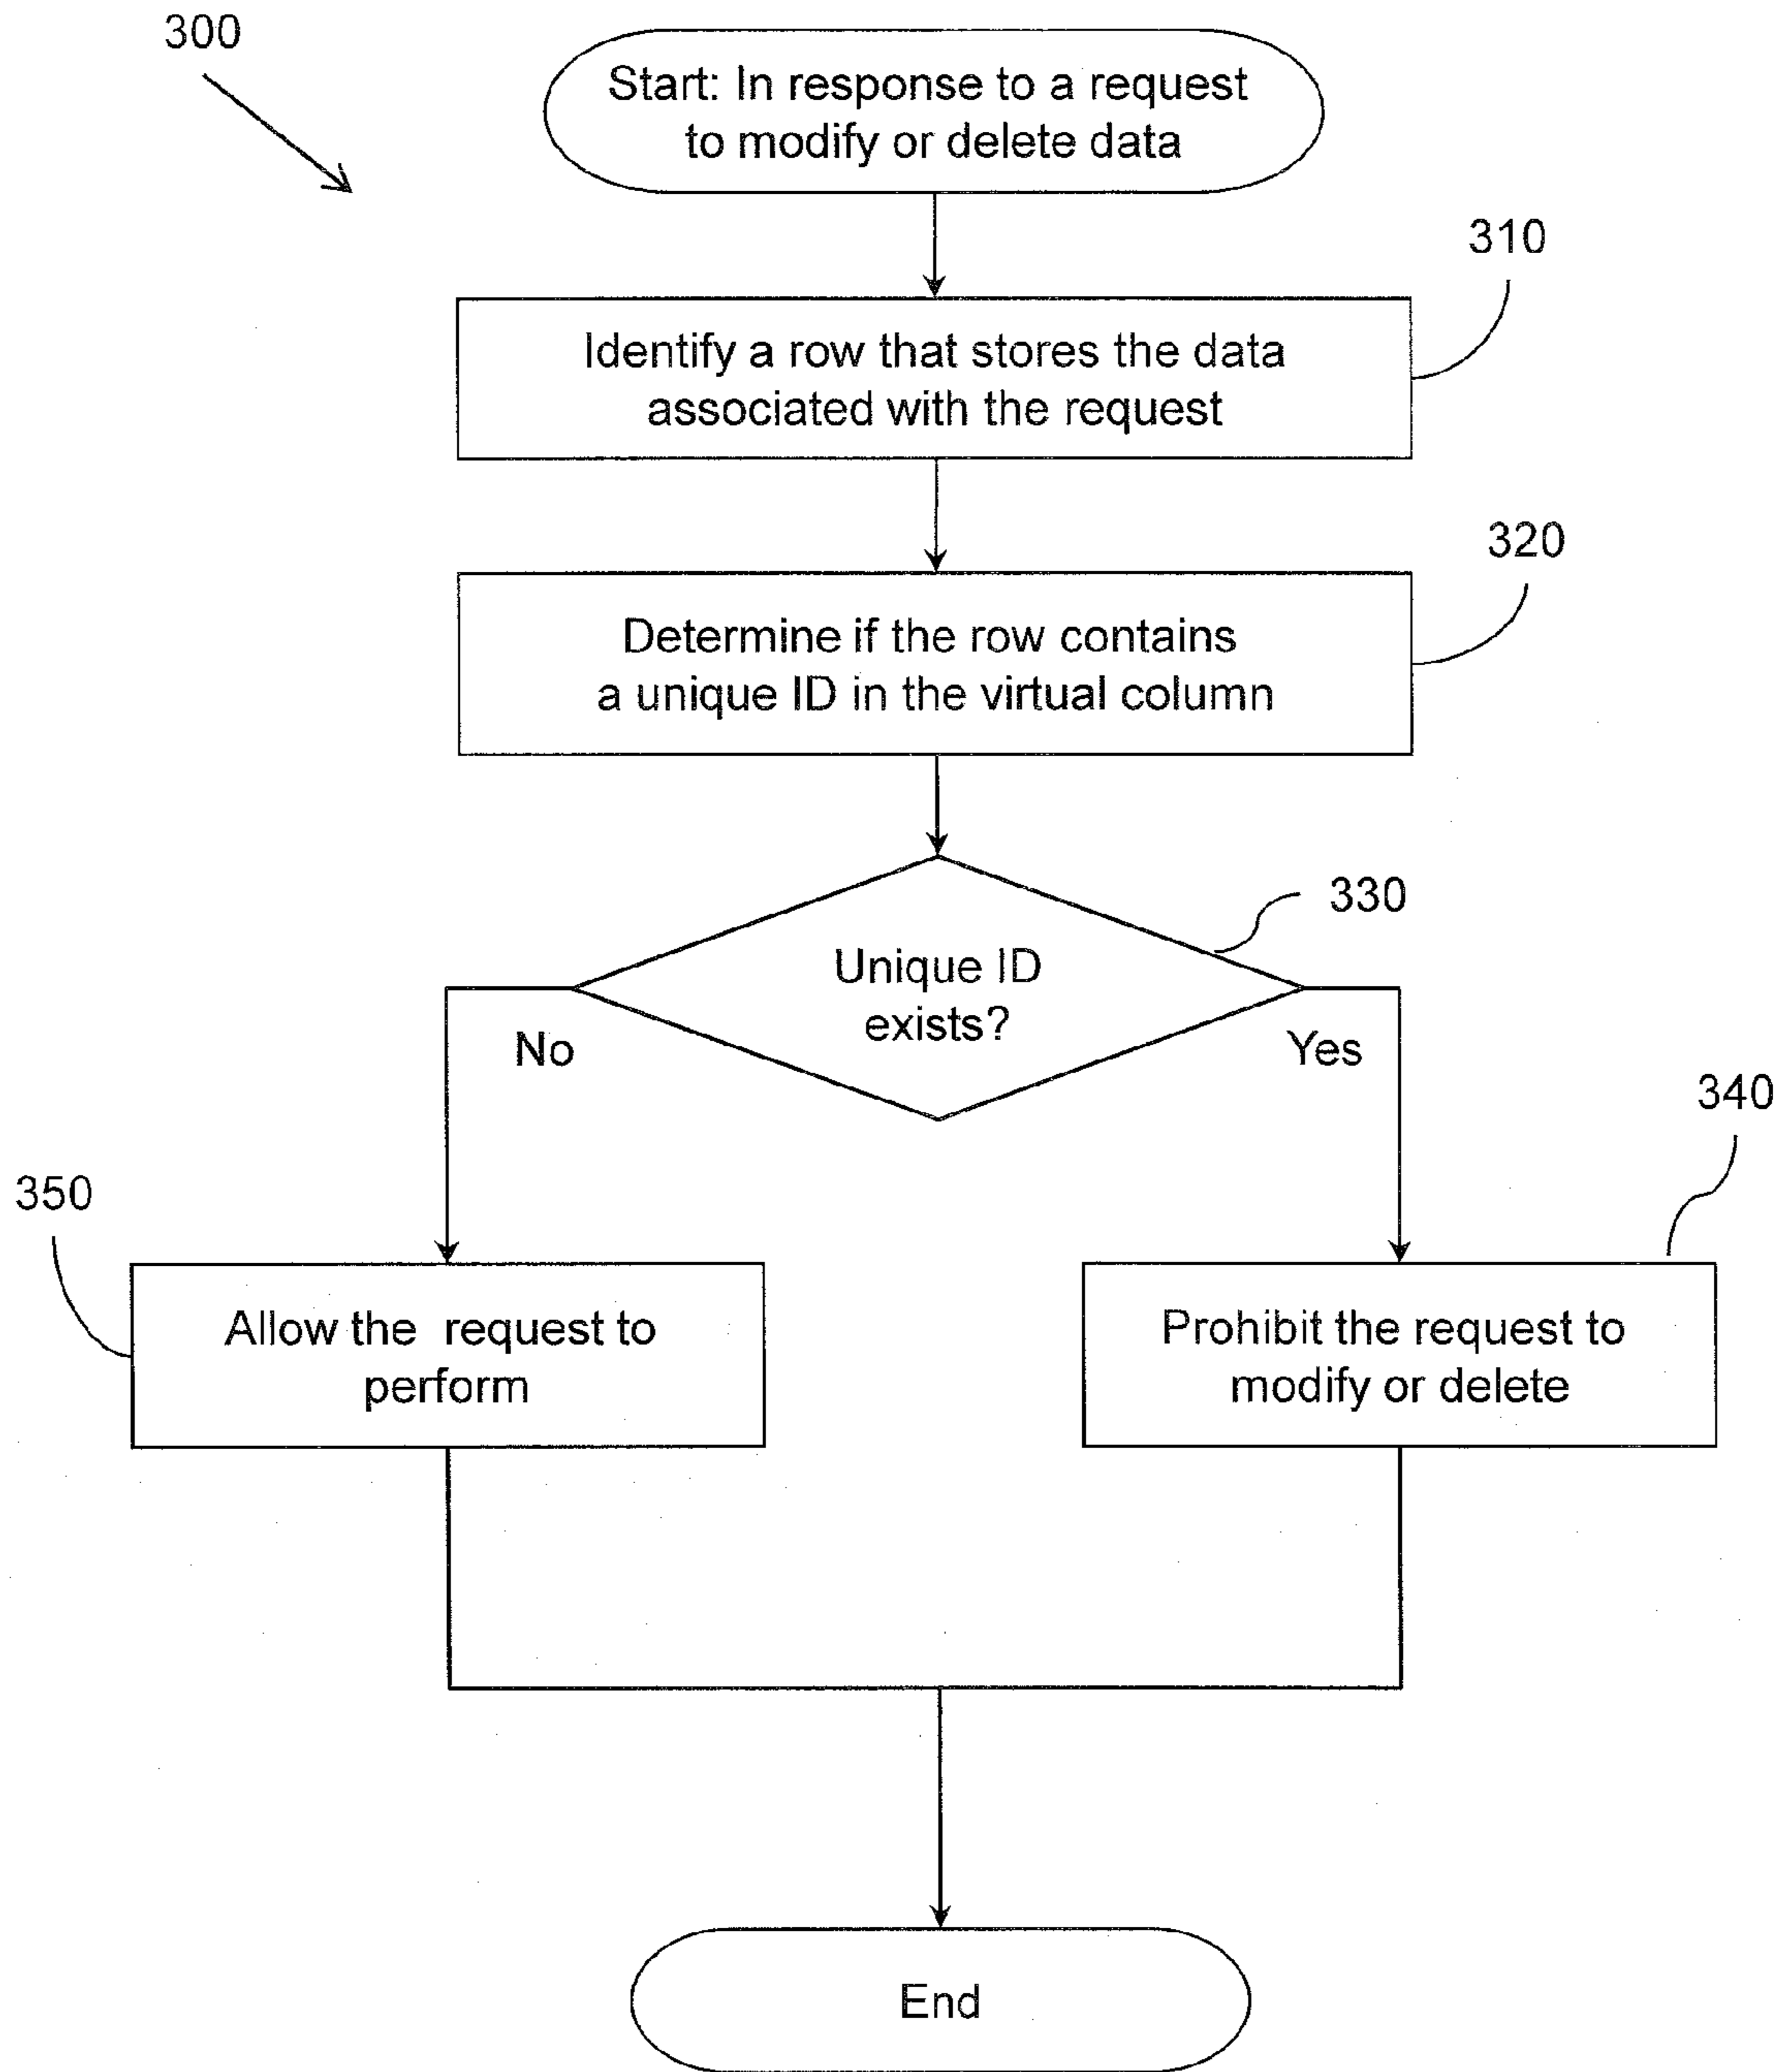 300
Start: In response to a request
to modify or delete data
310
Identify a row that stores the data
associated with the request
320
Determine if the row contains
a unique ID in the virtual column
330
Unique ID
exists?
No
Yes
340
350
Allow the request to
perform
Prohibit the request to
modify or delete
End